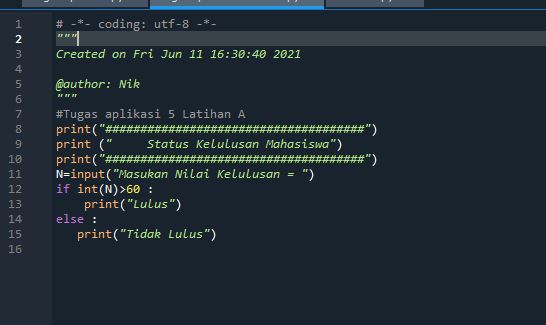 1 # -*- coding: utf-8 -*-
2 """
3 Created on Fri Jun 11 16:30:40 2021
4
5 @author: Nik
6 """
7 #Tugas aplikasi 5 Latihan A
8 print("#####################################")
9 print ("     Status Kelulusan Mahasiswa")
10 print("#####################################")
11 N=input("Masukan Nilai Kelulusan = ")
12 if int(N)>60 :
13     print("Lulus")
14 else :
15    print("Tidak Lulus")
16